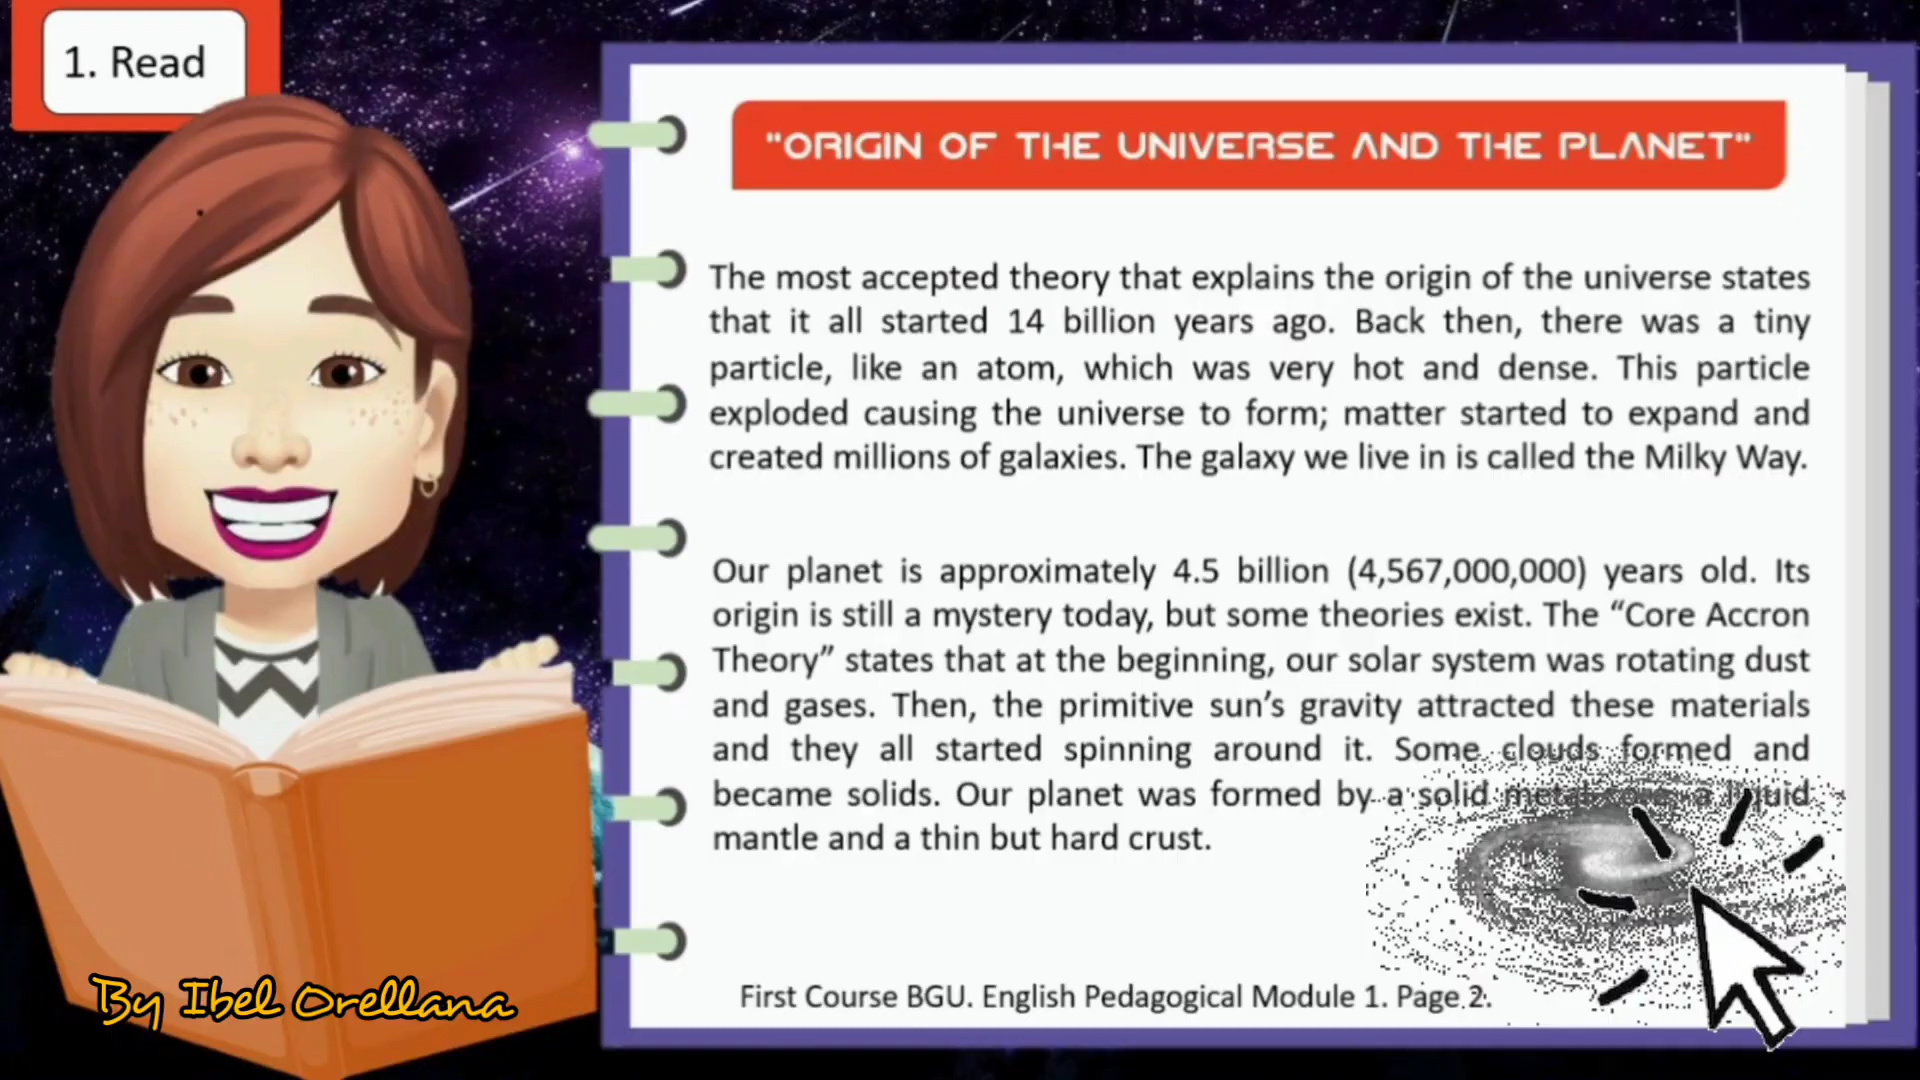 1. Read
"ORIGIN OF THE UNIVERSE AND THE PLANET"
The most accepted theory that explains the origin of the universe states
that it all started 14 billion years ago. Back then, there was a tiny
particle, like an atom, which was very hot and dense. This particle
exploded causing the universe to form; matter started to expand and
created millions of galaxies. The galaxy we live in is called the Milky Way.
Our planet is approximately 4.5 billion (4,567,000,000) years old. Its
origin is still a mystery today, but some theories exist. The “Core Accron
Theory” states that at the beginning, our solar system was rotating dust
and gases. Then, the primitive sun’s gravity attracted these materials
and they all started spinning around it. Some clouds formed and
became solids. Our planet was formed by a solid metal a liquid
mantle and a thin but hard crust.
First Course BGU. English Pedagogical Module 1. Page 2.
By Ibel Orellana